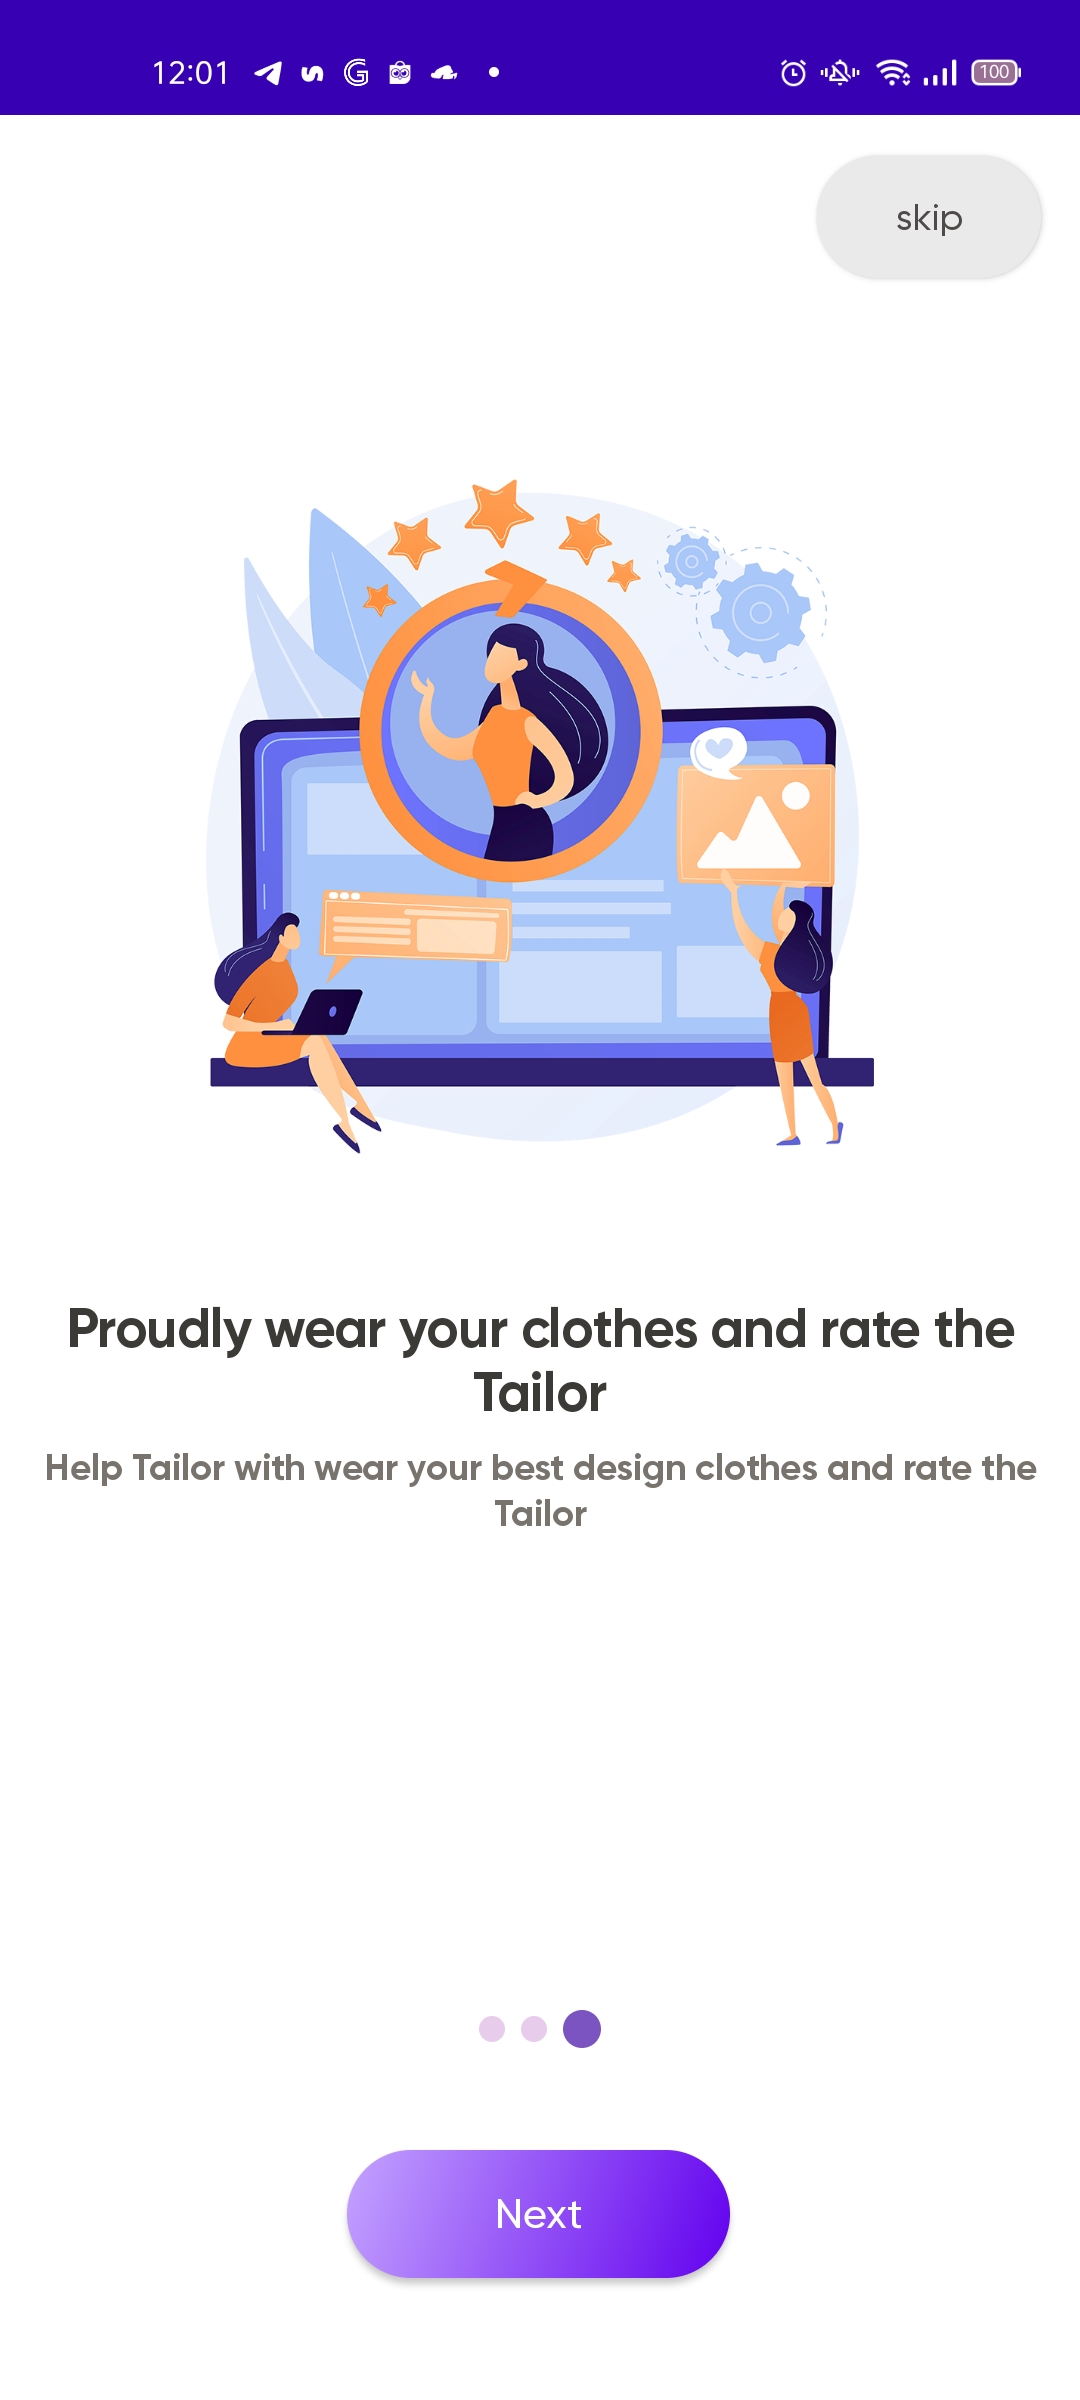 12:01
100
skip
Proudly wear your clothes and rate the
Tailor
Help Tailor with wear your best design clothes and rate the
Tailor
Next